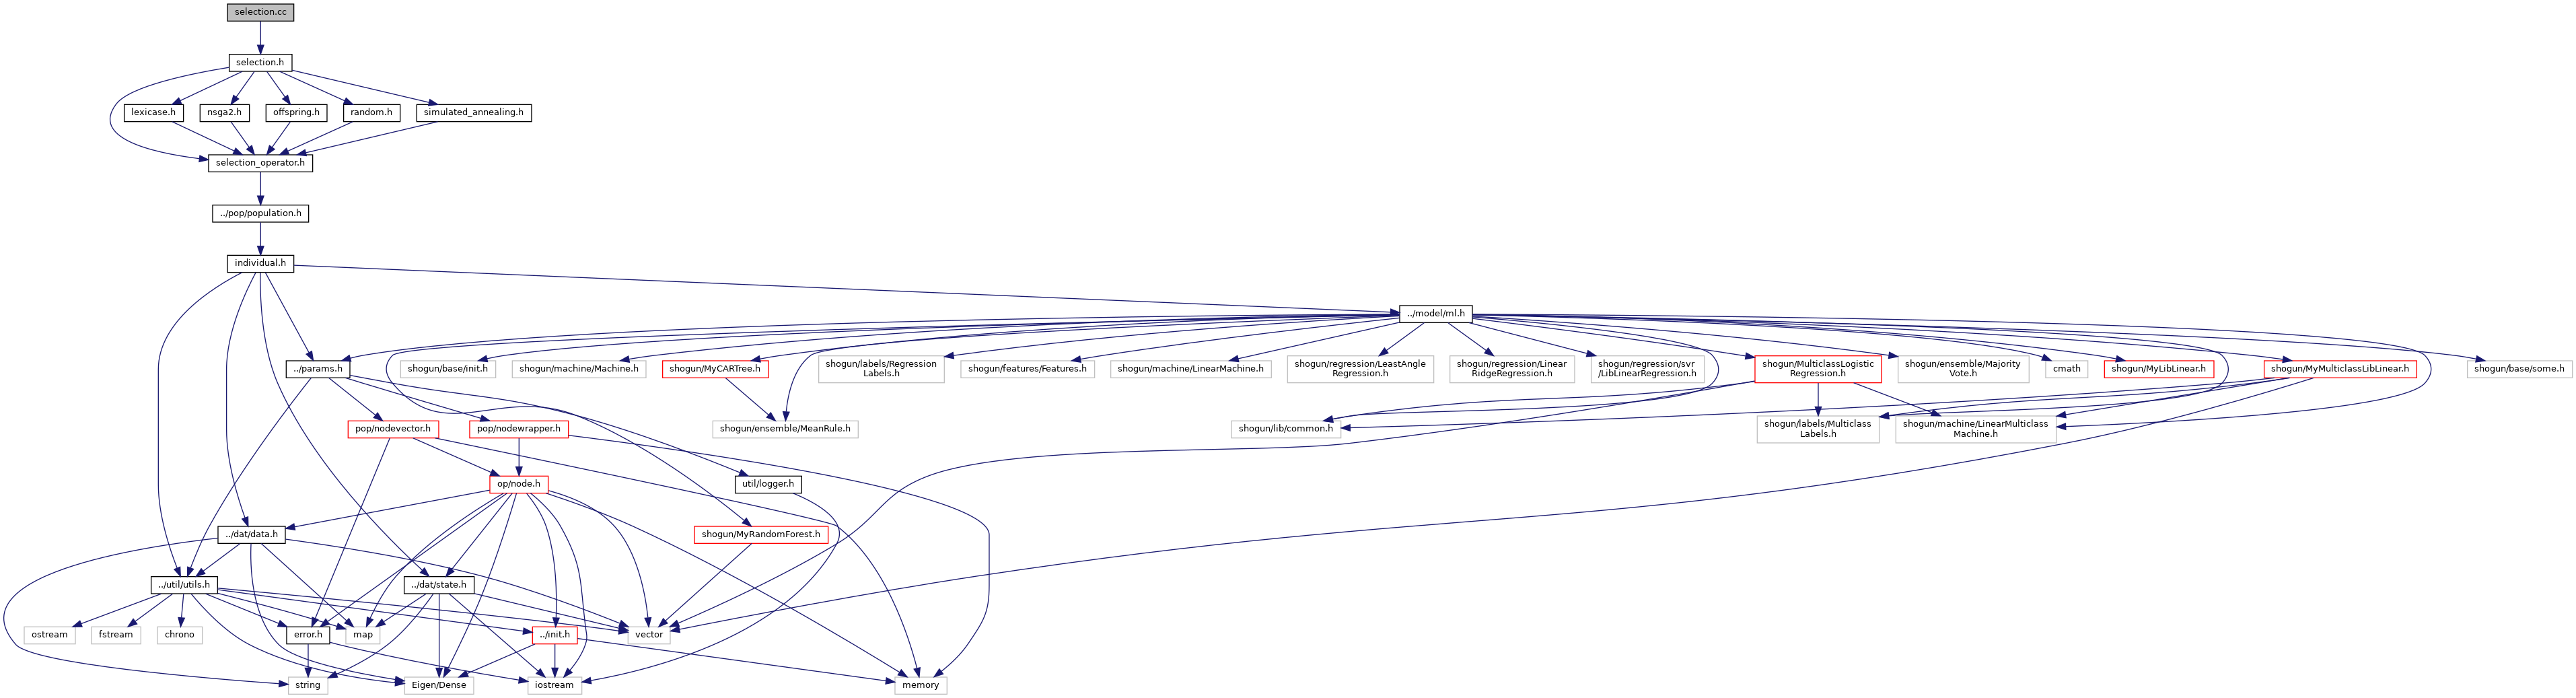 selection.cc
selection.h
lexicase.h
nsga2.h
offspring.h
random.h
simulated_annealing.h
selection_operator.h
../pop/population.h
individual.h
../model/ml.h
../params.h
shogun/base/init.h
shogun/machine/Machine.h
shogun/MyCARTree.h
shogun/labels/Regression
Labels.h
shogun/features/Features.h
shogun/machine/LinearMachine.h
shogun/regression/LeastAngle
Regression.h
shogun/regression/Linear
RidgeRegression.h
shogun/regression/svr
/LibLinearRegression.h
shogun/MulticlassLogistic
Regression.h
shogun/ensemble/Majority
Vote.h
cmath
shogun/MyLibLinear.h
shogun/MyMulticlassLibLinear.h
shogun/base/some.h
pop/nodevector.h
pop/nodewrapper.h
shogun/ensemble/MeanRule.h
shogun/lib/common.h
shogun/labels/Multiclass
Labels.h
shogun/machine/LinearMulticlass
Machine.h
op/node.h
util/logger.h
../dat/data.h
shogun/MyRandomForest.h
../util/utils.h
../dat/state.h
ostream
fstream
chrono
error.h
map
../init.h
vector
string
Eigen/Dense
iostream
memory